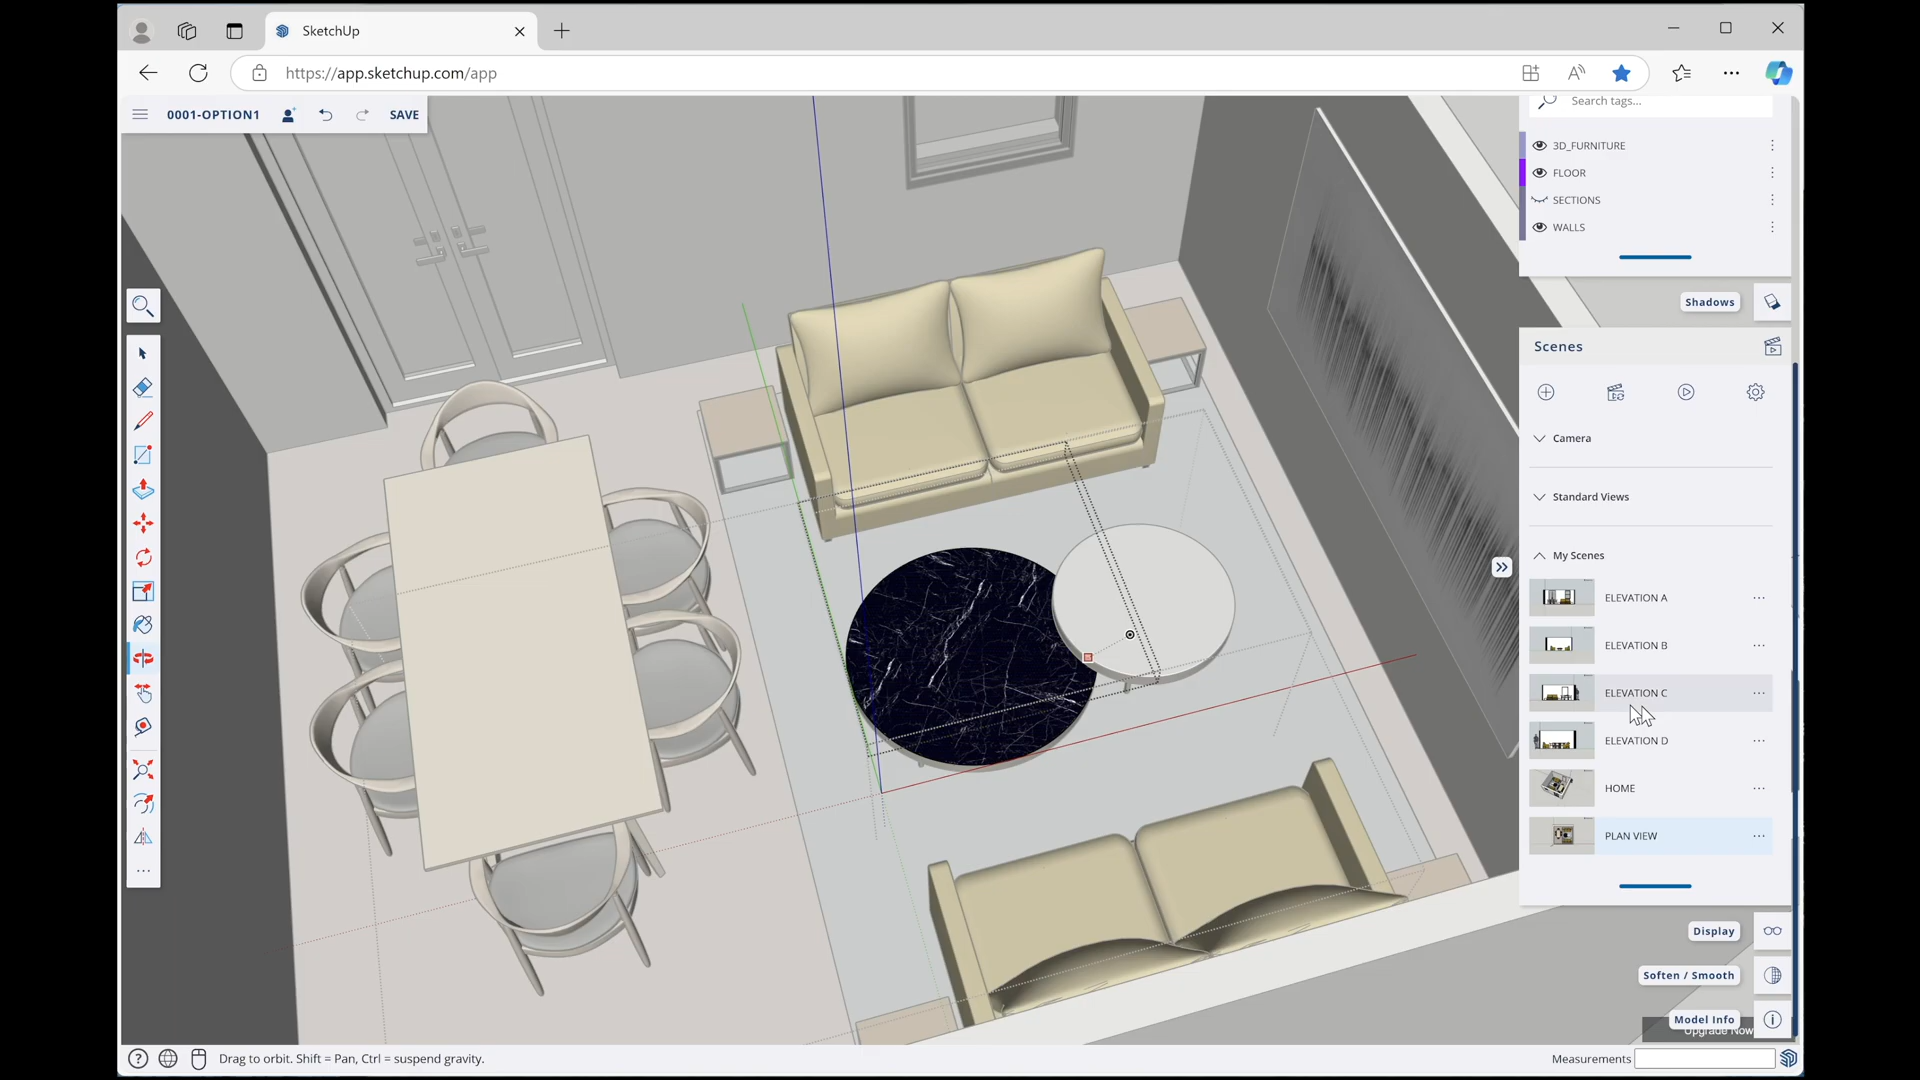 SketchUp
https://app.sketchup.com/app
0001-OPTION1
SAVE
Search tags...
3D_FURNITURE
FLOOR
SECTIONS
WALLS
Shadows
Scenes
Camera
Standard Views
My Scenes
ELEVATION A
ELEVATION B
ELEVATION C
ELEVATION D
HOME
PLAN VIEW
Display
Soften / Smooth
Model Info
Upgrade Now
Drag to orbit. Shift = Pan, Ctrl = suspend gravity.
Measurements